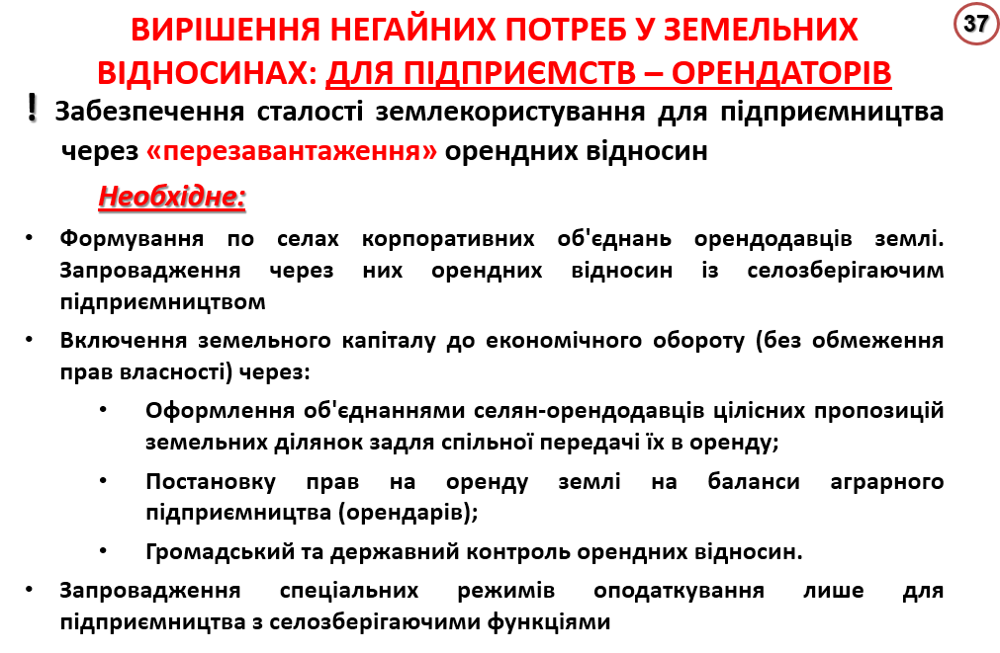 37
ВИРІШЕННЯ НЕГАЙНИХ ПОТРЕБ У ЗЕМЕЛЬНИХ
ВІДНОСИНАХ: ДЛЯ ПІДПРИЄМСТВ – ОРЕНДАТОРІВ
! Забезпечення сталості землекористування для підприємництва
через «перезавантаження» орендних відносин
Необхідне:
• Формування по селах корпоративних об'єднань орендодавців землі.
Запровадження через них орендних відносин із селозберігаючим
підприємництвом
• Включення земельного капіталу до економічного обороту (без обмеження
прав власності) через:
• Оформлення об'єднаннями селян-орендодавців цілісних пропозицій
земельних ділянок задля спільної передачі їх в оренду;
• Постановку прав на оренду землі на баланси аграрного
підприємництва (орендарів);
• Громадський та державний контроль орендних відносин.
• Запровадження спеціальних режимів оподаткування лише для
підприємництва з селозберігаючими функціями